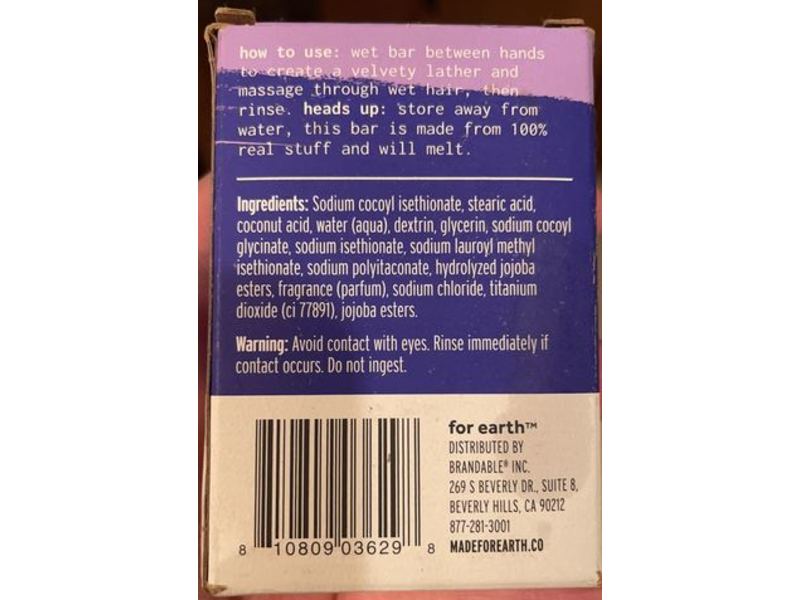 how to use: wet bar between hands
to create a velvety lather and
massage through wet hair, then
rinse. heads up: store away from
water, this bar is made from 100%
real stuff and will melt.
Ingredients: Sodium cocoyl isethionate, stearic acid,
coconut acid, water (aqua), dextrin, glycerin, sodium cocoyl
glycinate, sodium isethionate, sodium lauroyl methyl
isethionate, sodium polyitaconate, hydrolyzed jojoba
esters, fragrance (parfum), sodium chloride, titanium
dioxide (ci 77891), jojoba esters.
Warning: Avoid contact with eyes. Rinse immediately if
contact occurs. Do not ingest.
for earth™
DISTRIBUTED BY
BRANDABLE® INC.
269 S BEVERLY DR., SUITE 8,
BEVERLY HILLS, CA 90212
877-281-3001
MADEFOREARTH.CO
8 10809 03629 8